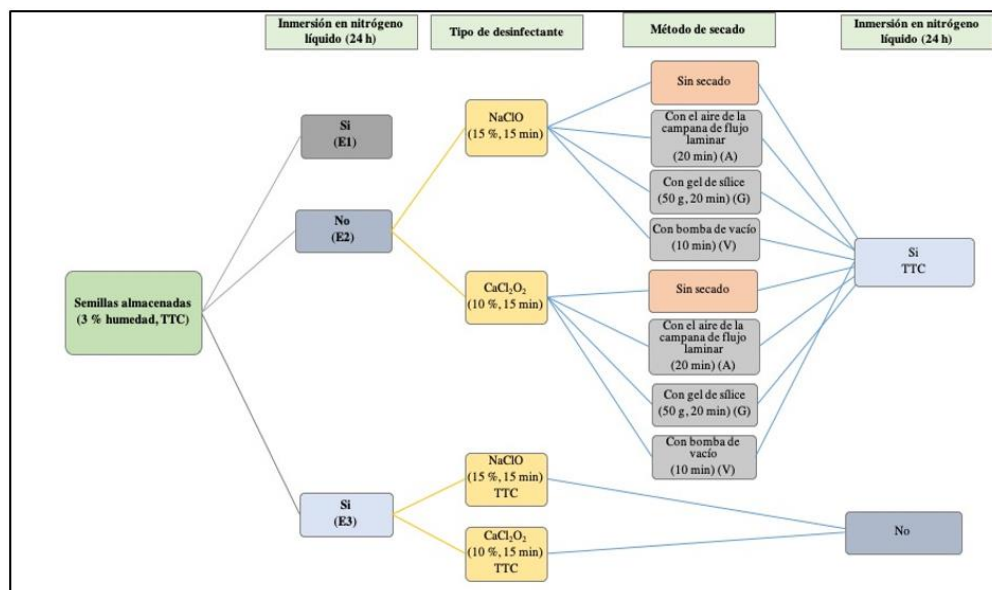 Inmersión en nitrógeno
líquido (24 h)
Tipo de desinfectante
Método de secado
Inmersión en nitrógeno
líquido (24 h)
Semillas almacenadas
(3 % humedad, TTC)
Si
(E1)
No
(E2)
Si
(E3)
NaClO
(15 %, 15 min)
CaCl₂O₂
(10 %, 15 min)
NaClO
(15 %, 15 min)
TTC
CaCl₂O₂
(10 %, 15 min)
TTC
Sin secado
Con el aire de la
campana de flujo
laminar
(20 min) (A)
Con gel de sílice
(50 g, 20 min) (G)
Con bomba de vacío
(10 min) (V)
Sin secado
Con el aire de la
campana de flujo
laminar
(20 min) (A)
Con gel de sílice
(50 g, 20 min) (G)
Con bomba de
vacío
(10 min) (V)
Si
TTC
No